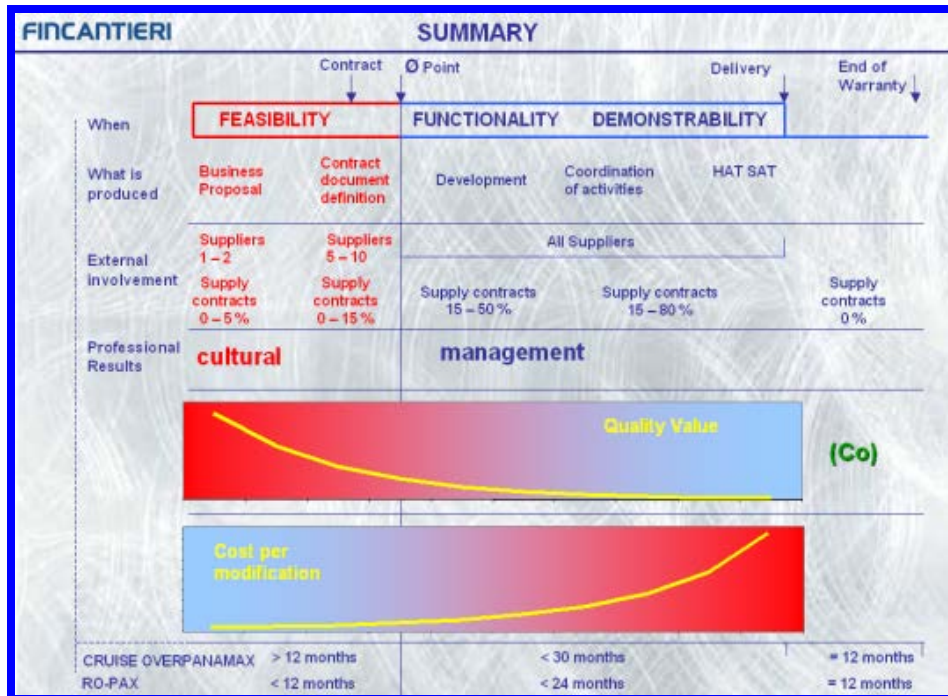 FINCANTIERI
SUMMARY
Contract
Ø Point
Delivery
End of
Warranty
When
FEASIBILITY
FUNCTIONALITY
DEMONSTRABILITY
What is
produced
Business
Proposal
Contract
document
definition
Development
Coordination
of activities
HAT SAT
External
involvement
Suppliers
1 – 2
Suppliers
5 – 10
All Suppliers
Supply
contracts
0 – 5 %
Supply
contracts
0 – 15 %
Supply contracts
15 – 50 %
Supply contracts
15 – 80 %
Supply
contracts
0 %
Professional
Results
cultural
management
Quality Value
(Co)
Cost per
modification
CRUISE OVERPANAMAX > 12 months < 30 months = 12 months
RO-PAX < 12 months < 24 months = 12 months